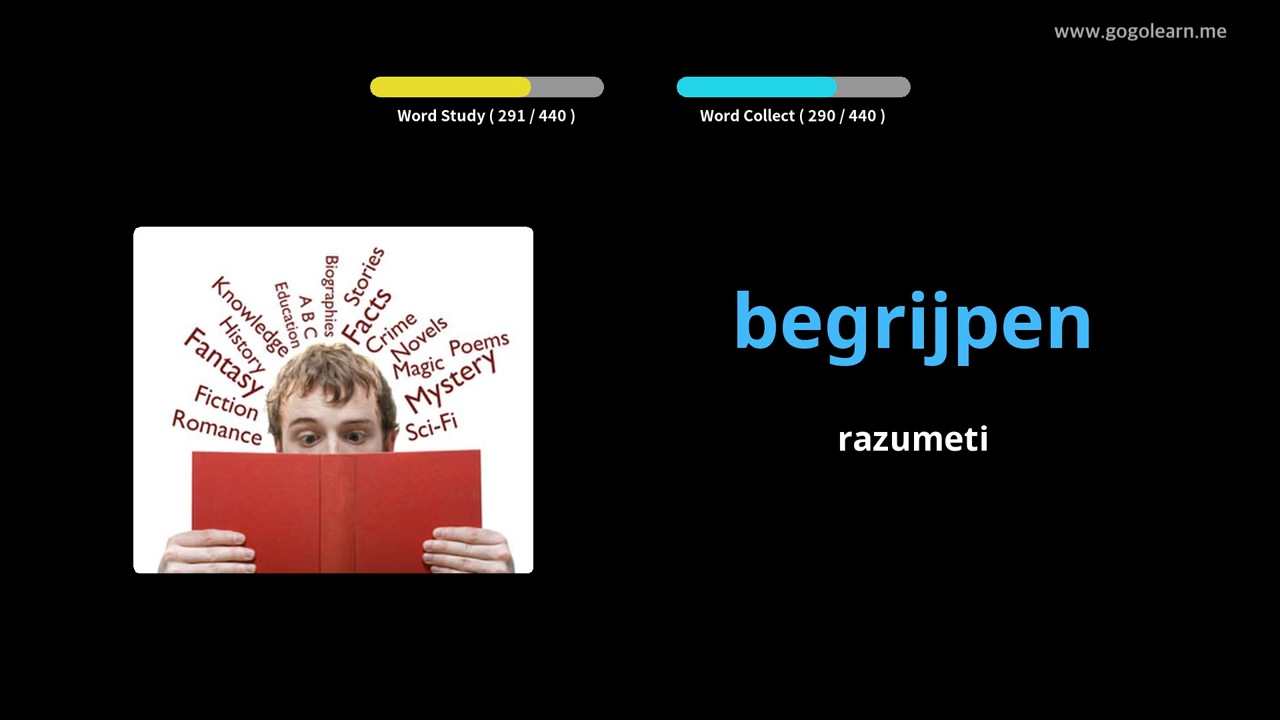 www.gogolearn.me
Word Study ( 291 / 440 )
Word Collect ( 290 / 440 )
Knowledge
History
Fantasy
Fiction
Romance
Education
A B C
Biographies
Stories
Facts
Crime
Novels
Magic
Poems
Mystery
Sci-Fi
begrijpen
razumeti